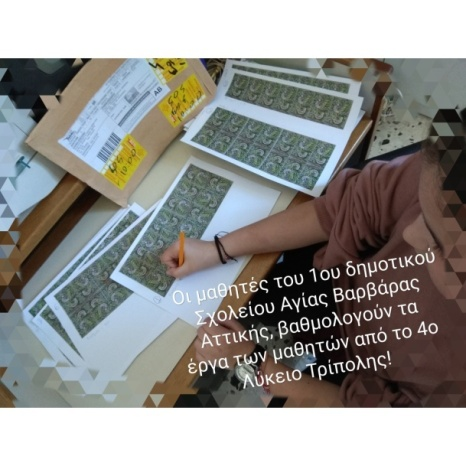 Οι μαθητές του 1ου δημοτικού
Σχολείου Αγίας Βαρβάρας
Αττικής, βαθμολογούν τα
έργα των μαθητών από το 4ο
Λύκειο Τρίπολης!